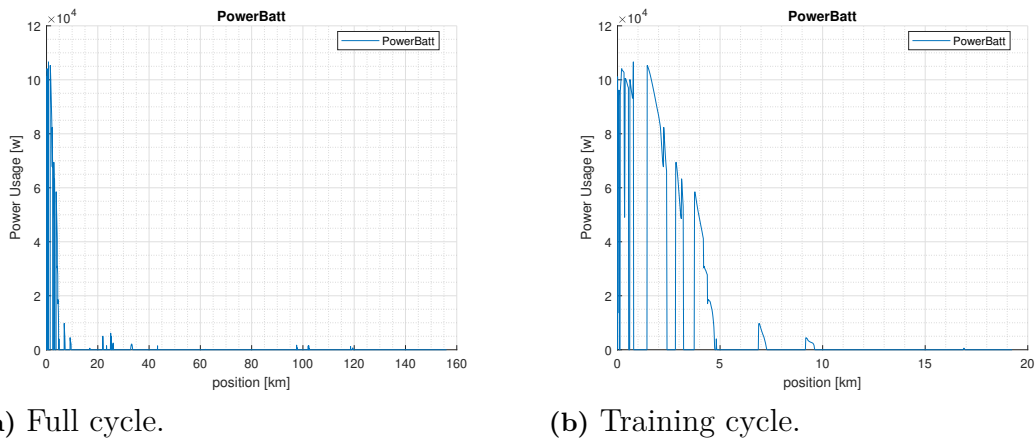 PowerBatt
×10⁴
12
PowerBatt
10
8
6
4
2
0
Power Usage [w]
0 20 40 60 80 100 120 140 160
position [km]
) Full cycle.
PowerBatt
×10⁴
12
PowerBatt
10
8
6
4
2
0
Power Usage [w]
0 5 10 15 20
position [km]
(b) Training cycle.